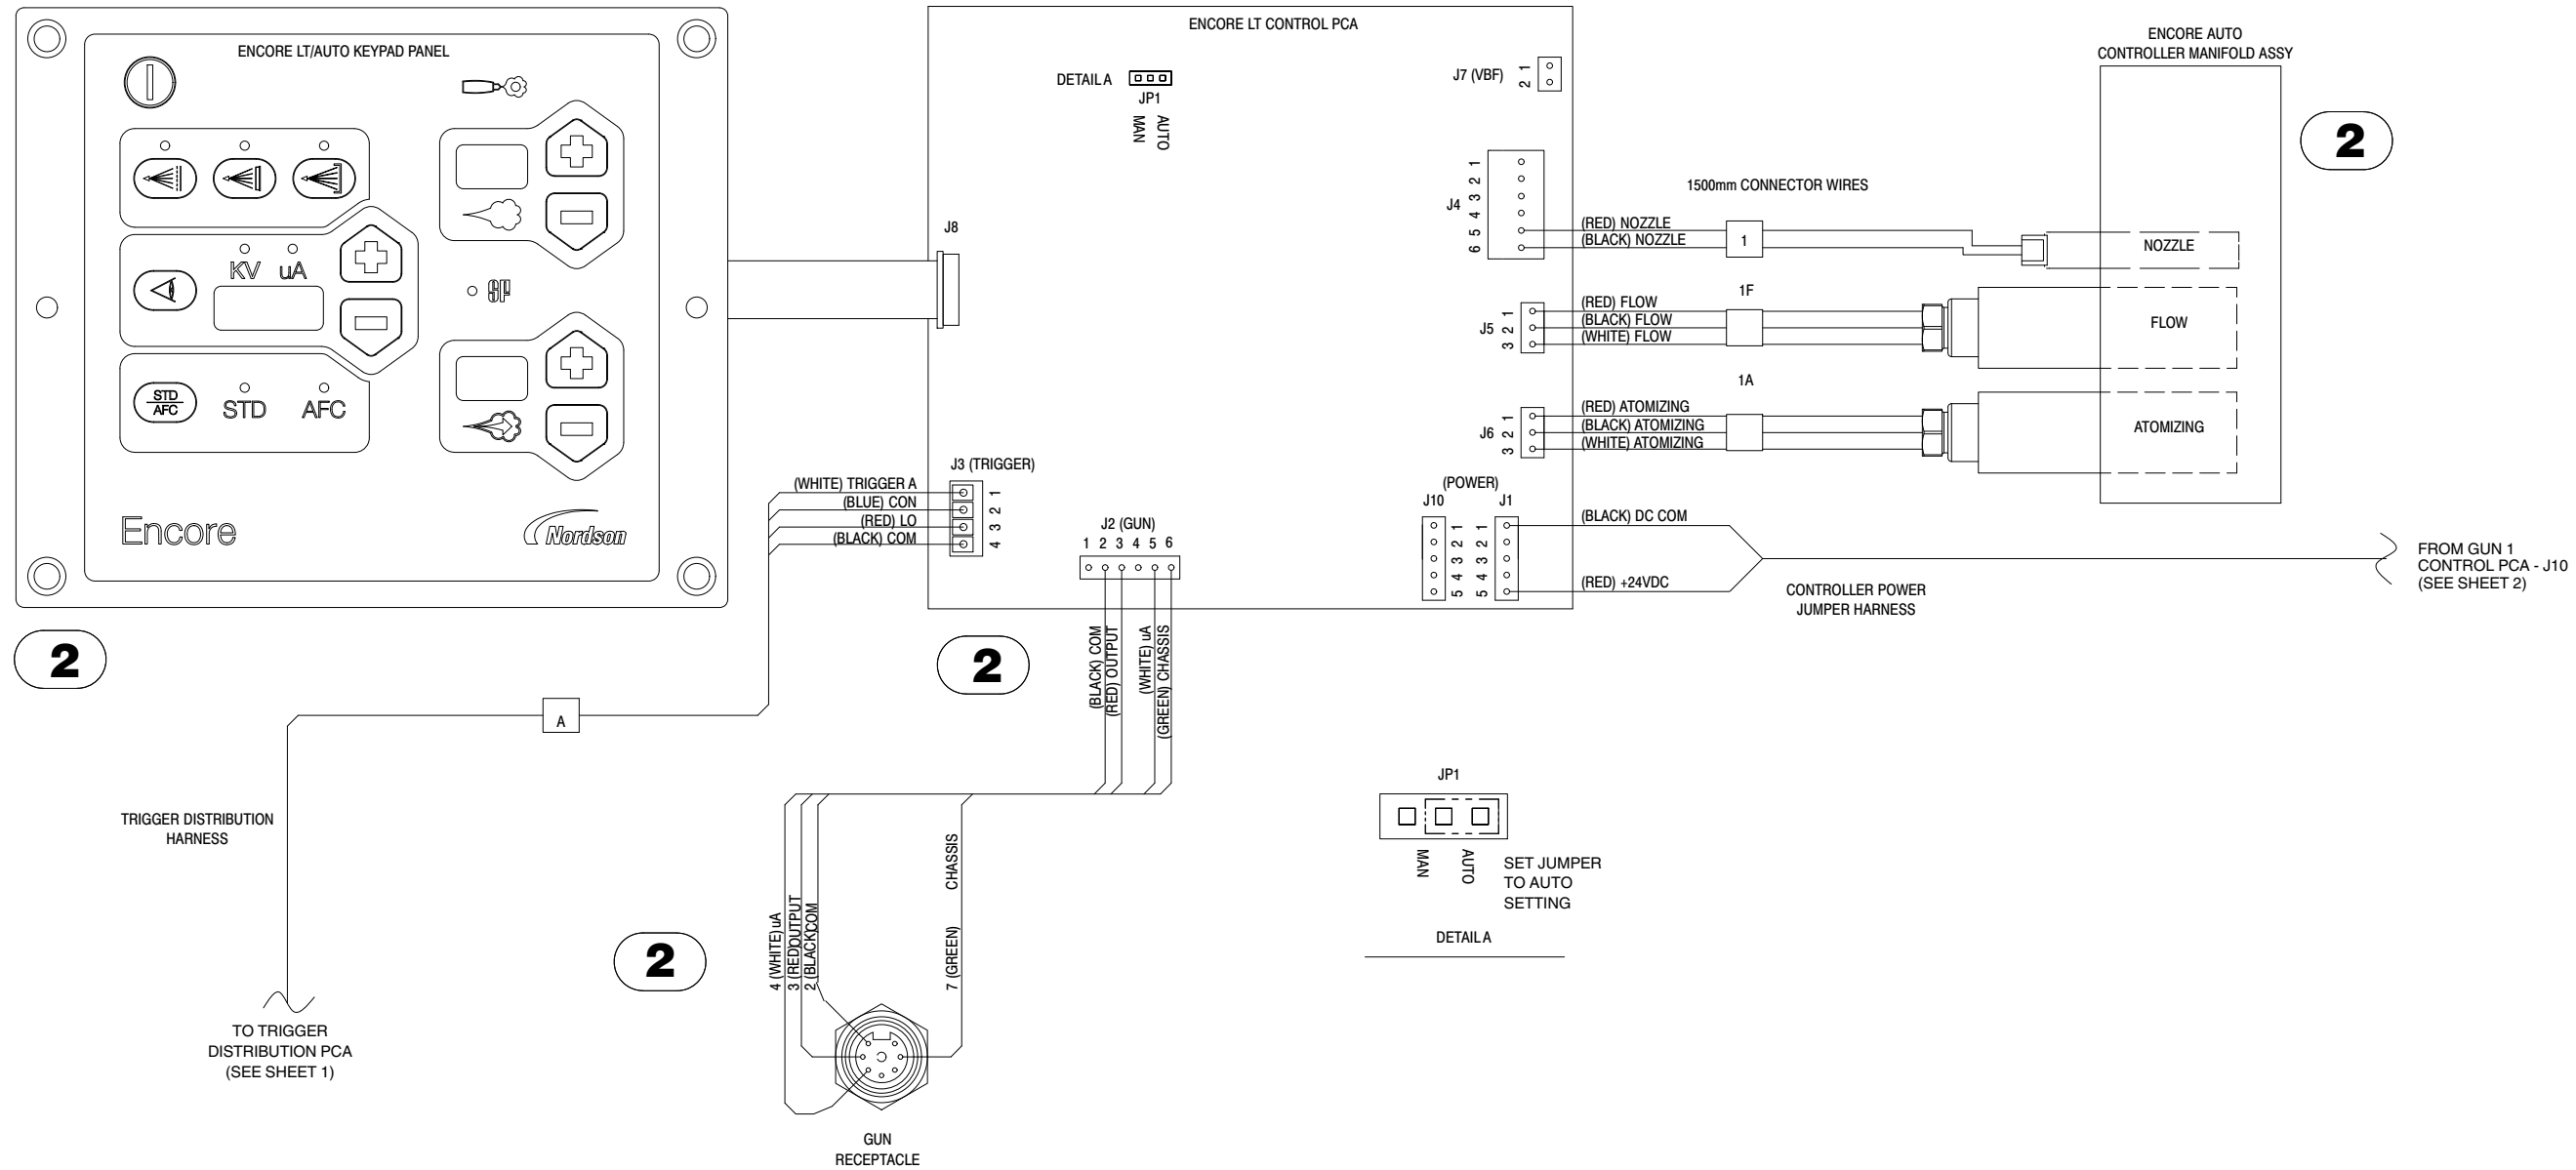 ENCORE LT/AUTO KEYPAD PANEL
KV uA
STD
AFC
STD AFC
SP
Encore
Nordson
2
ENCORE LT CONTROL PCA
DETAIL A
JP1
MAN AUTO
J7 (VBF)
1
2
J8
J4
1
2
3
4
5
6
J5
1
2
3
J6
1
2
3
1500mm CONNECTOR WIRES
(RED) NOZZLE
(BLACK) NOZZLE
1
1F
(RED) FLOW
(BLACK) FLOW
(WHITE) FLOW
1A
(RED) ATOMIZING
(BLACK) ATOMIZING
(WHITE) ATOMIZING
ENCORE AUTO
CONTROLLER MANIFOLD ASSY
NOZZLE
FLOW
ATOMIZING
2
J3 (TRIGGER)
(WHITE) TRIGGER A
(BLUE) CON
(RED) LO
(BLACK) COM
1
2
3
4
J2 (GUN)
1 2 3 4 5 6
(BLACK) COM
(RED) OUTPUT
(WHITE) uA
(GREEN) CHASSIS
(POWER)
J10 J1
1 1
2 2
3 3
4 4
5 5
(BLACK) DC COM
(RED) +24VDC
CONTROLLER POWER
JUMPER HARNESS
FROM GUN 1
CONTROL PCA - J10
(SEE SHEET 2)
2
A
TRIGGER DISTRIBUTION
HARNESS
TO TRIGGER
DISTRIBUTION PCA
(SEE SHEET 1)
2
4 (WHITE) uA
3 (RED)OUTPUT
2 (BLACK)COM
7 (GREEN) CHASSIS
GUN
RECEPTACLE
JP1
MAN AUTO
SET JUMPER
TO AUTO
SETTING
DETAIL A